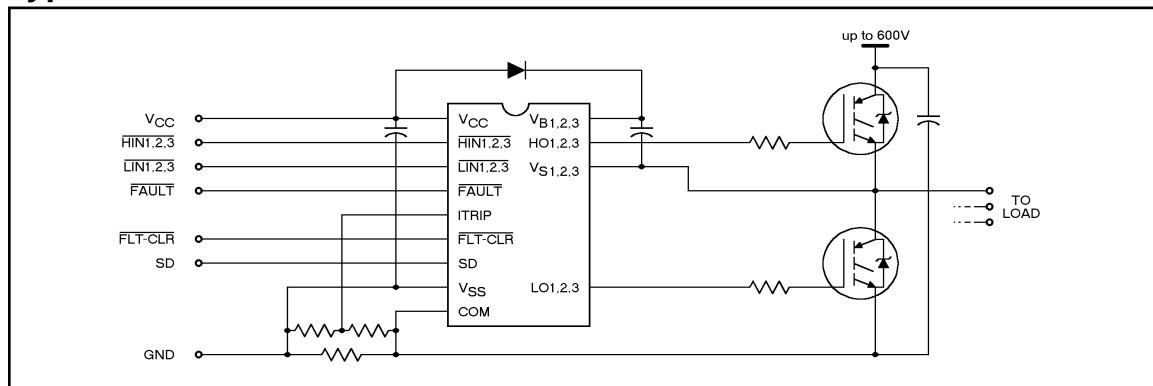 up to 600V
VCC
HIN1,2,3
LIN1,2,3
FAULT
FLT-CLR
SD
GND
VCC
HIN1,2,3
LIN1,2,3
FAULT
ITRIP
FLT-CLR
SD
VSS
COM
VB1,2,3
HO1,2,3
VS1,2,3
LO1,2,3
TO
LOAD